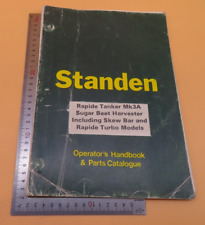 Standen
Rapide Tanker Mk3A
Sugar Beet Harvester
Including Skew Bar and
Rapide Turbo Models
Operator's Handbook
& Parts Catalogue